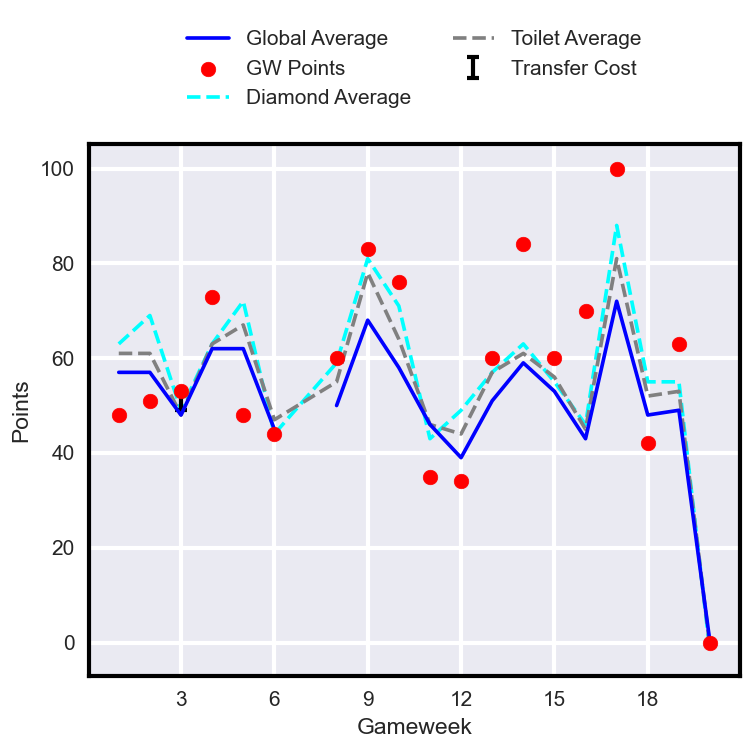 Global Average
GW Points
Diamond Average
Toilet Average
Transfer Cost
100
80
60
40
20
0
Points
3 6 9 12 15 18
Gameweek